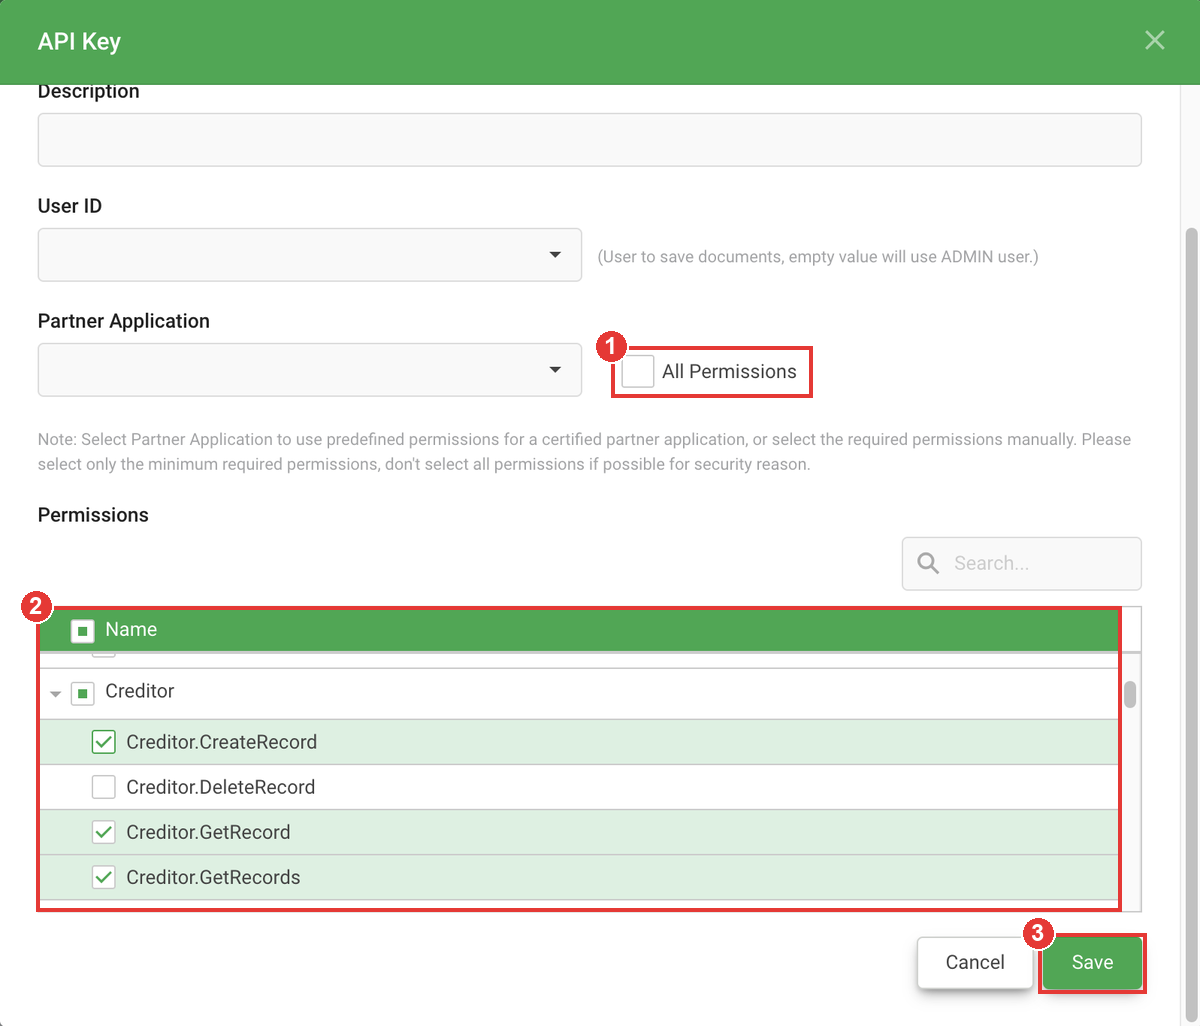 API Key
Description
User ID
(User to save documents, empty value will use ADMIN user.)
Partner Application
1
All Permissions
Note: Select Partner Application to use predefined permissions for a certified partner application, or select the required permissions manually. Please
select only the minimum required permissions, don't select all permissions if possible for security reason.
Permissions
Search...
2
Name
Creditor
Creditor.CreateRecord
Creditor.DeleteRecord
Creditor.GetRecord
Creditor.GetRecords
3
Cancel
Save